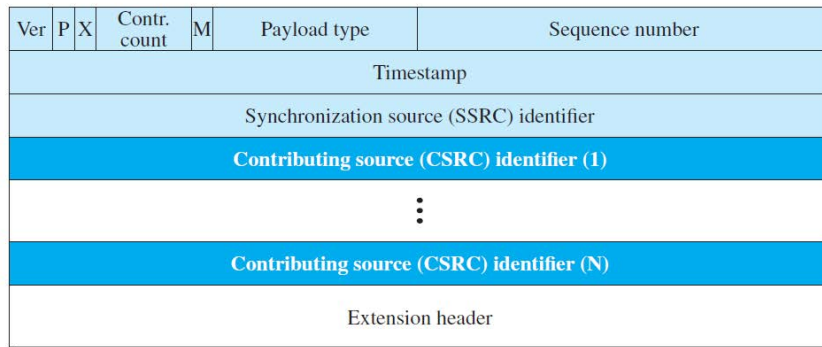 Ver P X Contr. count M Payload type Sequence number
Timestamp
Synchronization source (SSRC) identifier
Contributing source (CSRC) identifier (1)
Contributing source (CSRC) identifier (N)
Extension header